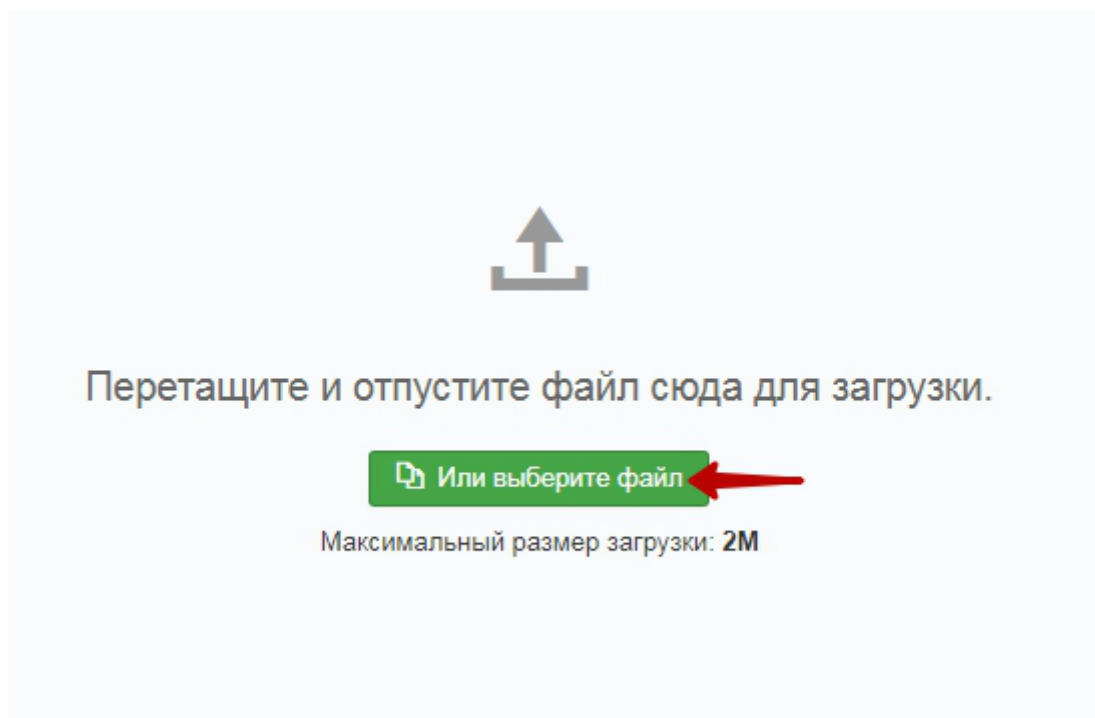 Перетащите и отпустите файл сюда для загрузки.
Или выберите файл
Максимальный размер загрузки: 2M